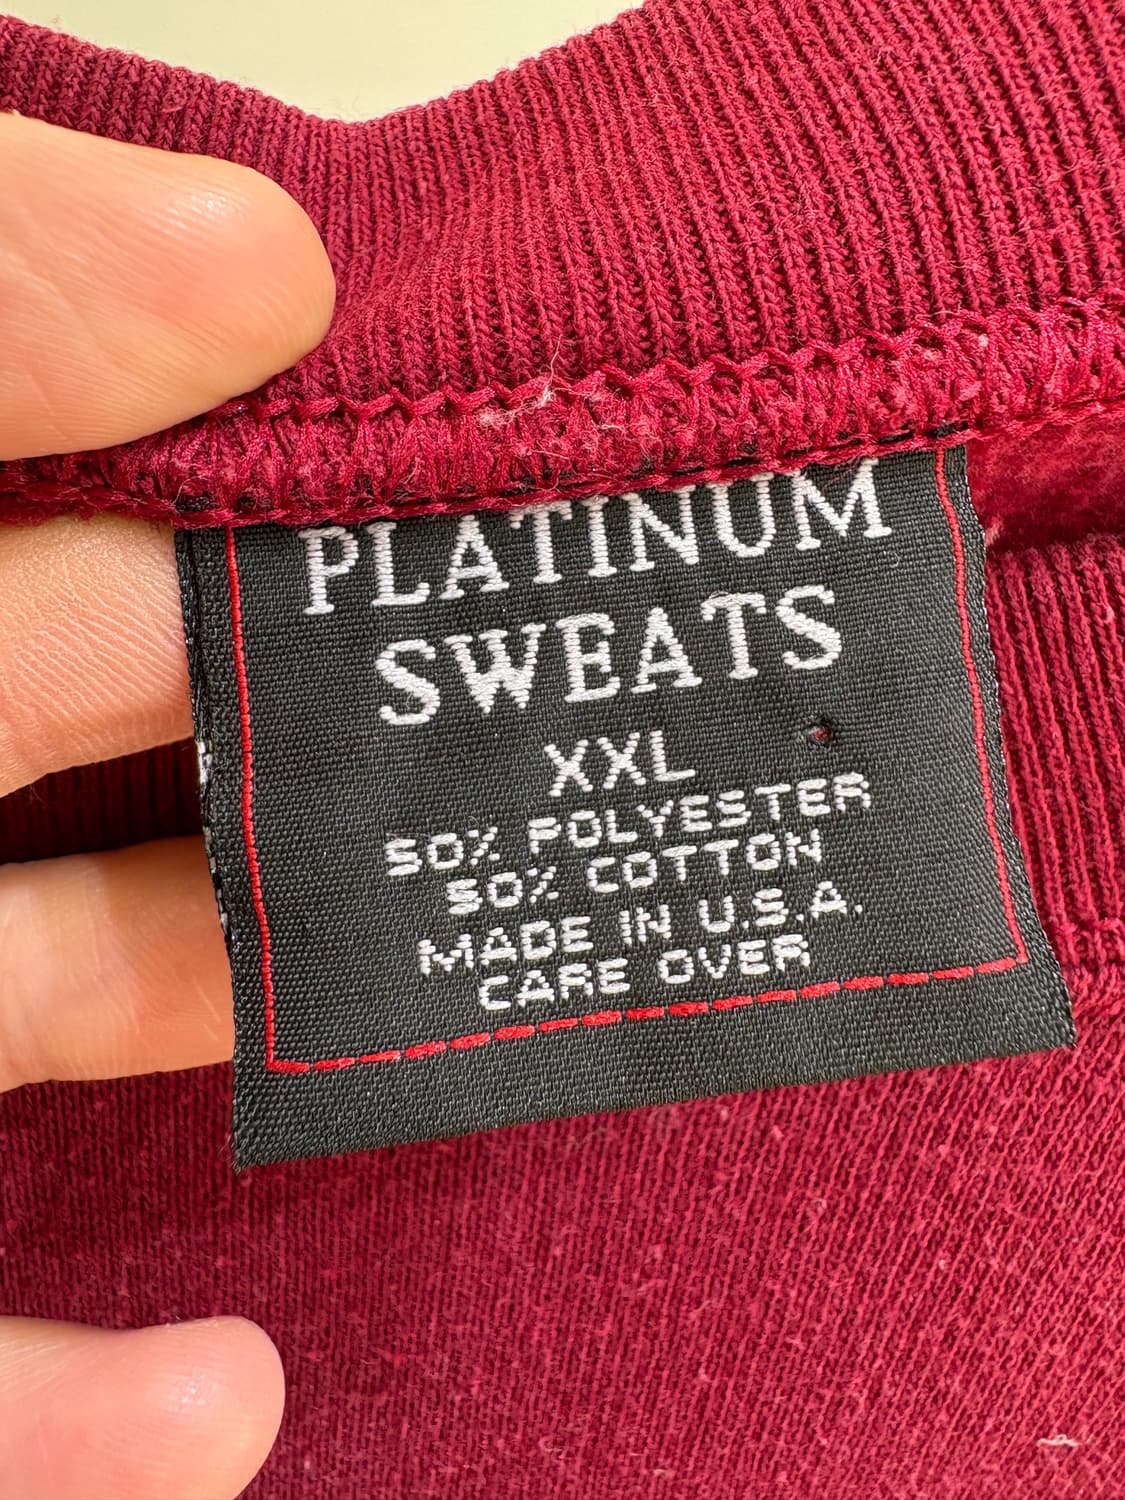 PLATINUM
SWEATS
XXL
50% POLYESTER
50% COTTON
MADE IN U.S.A.
CARE OVER